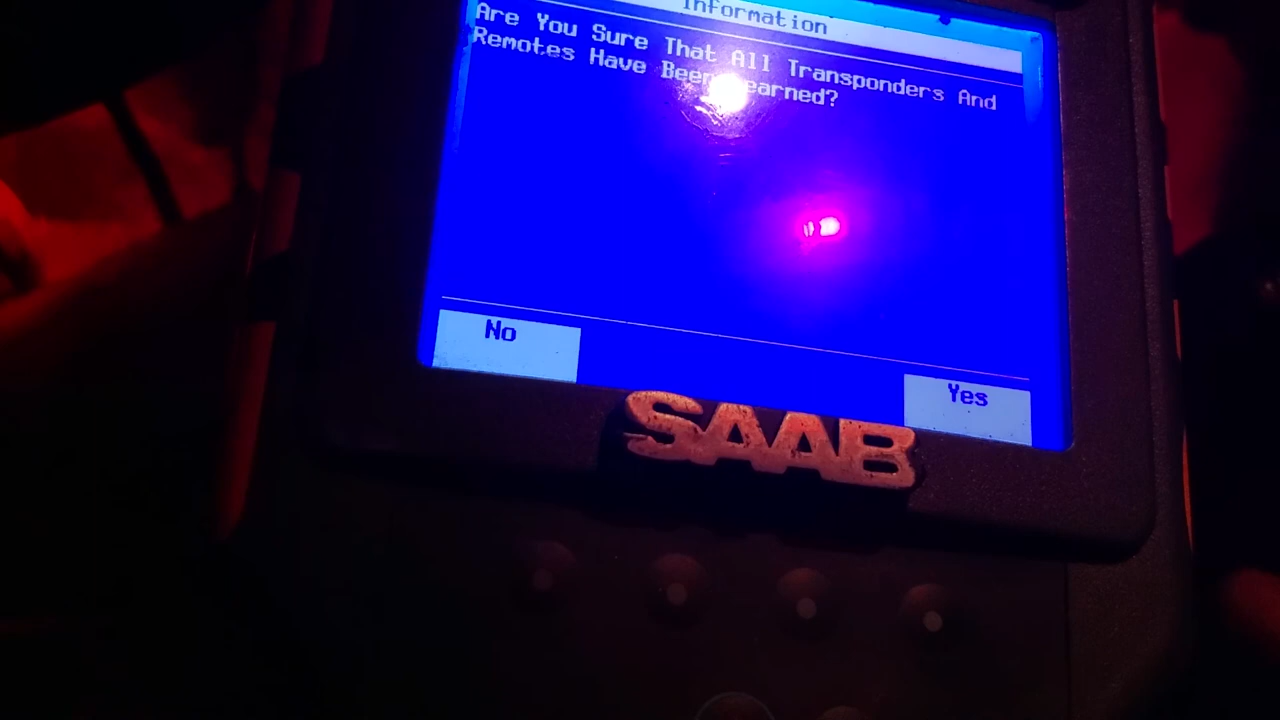 Information
Are You Sure That All Transponders And
Remotes Have Been Learned?
No
Yes
SAAB